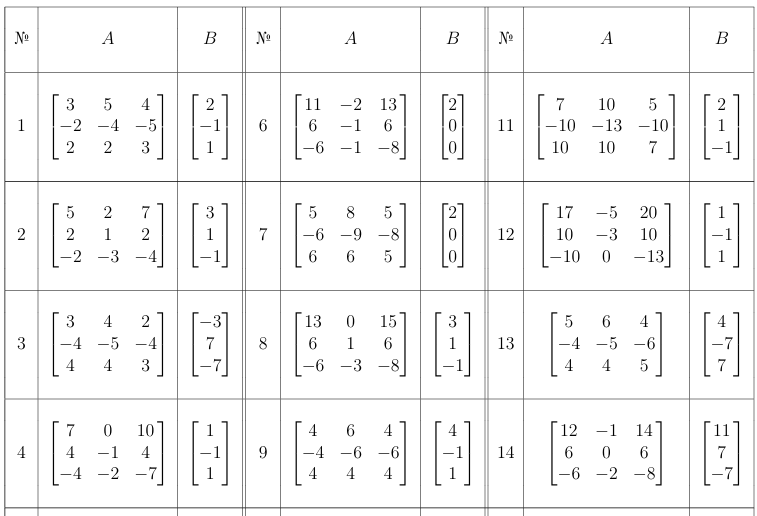 № A B № A B № A B
1 [3 5 4; −2 −4 −5; 2 2 3] [2; −1; 1] 6 [11 −2 13; 6 −1 6; −6 −1 −8] [2; 0; 0] 11 [7 10 5; −10 −13 −10; 10 10 7] [2; 1; −1]
2 [5 2 7; 2 1 2; −2 −3 −4] [3; 1; −1] 7 [5 8 5; −6 −9 −8; 6 6 5] [2; 0; 0] 12 [17 −5 20; 10 −3 10; −10 0 −13] [1; −1; 1]
3 [3 4 2; −4 −5 −4; 4 4 3] [−3; 7; −7] 8 [13 0 15; 6 1 6; −6 −3 −8] [3; 1; −1] 13 [5 6 4; −4 −5 −6; 4 4 5] [4; −7; 7]
4 [7 0 10; 4 −1 4; −4 −2 −7] [1; −1; 1] 9 [4 6 4; −4 −6 −6; 4 4 4] [4; −1; 1] 14 [12 −1 14; 6 0 6; −6 −2 −8] [11; 7; −7]